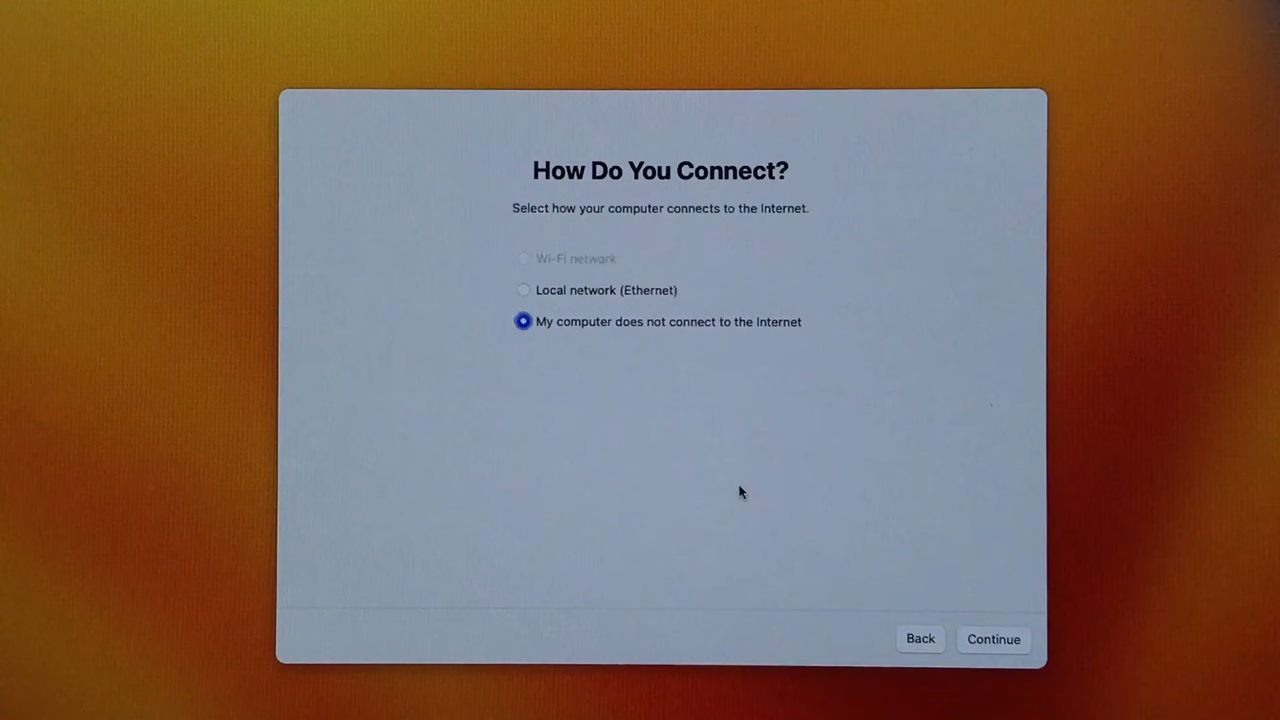 How Do You Connect?
Select how your computer connects to the Internet.
Wi-Fi network
Local network (Ethernet)
My computer does not connect to the Internet
Back
Continue